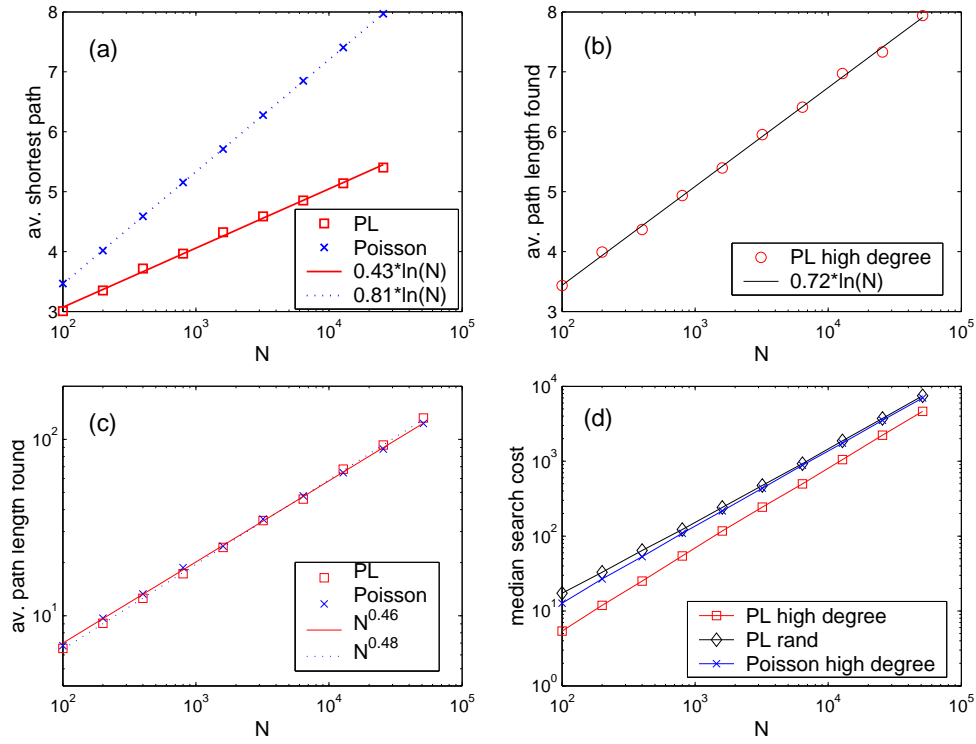 (a)
av. shortest path
8
7
6
5
4
3
PL
Poisson
0.43*ln(N)
0.81*ln(N)
10^2
10^3
10^4
10^5
N
(b)
av. path length found
8
7
6
5
4
3
PL high degree
0.72*ln(N)
10^2
10^3
10^4
10^5
N
(c)
av. path length round
10^2
10^1
PL
Poisson
N^0.46
N^0.48
10^2
10^3
10^4
10^5
N
(d)
median search cost
10^4
10^3
10^2
10^1
10^0
PL high degree
PL rand
Poisson high degree
10^2
10^3
10^4
10^5
N